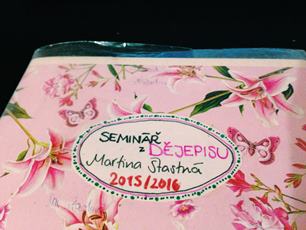 SEMINÁŘ
z DĚJEPISU
Martina Šťastná
2015/2016